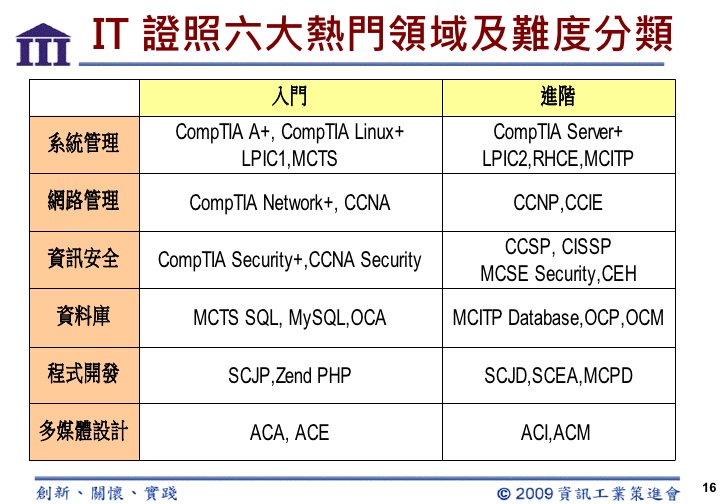 IT 證照六大熱門領域及難度分類
入門 進階
系統管理 CompTIA A+, CompTIA Linux+ LPIC1,MCTS CompTIA Server+ LPIC2,RHCE,MCITP
網路管理 CompTIA Network+, CCNA CCNP,CCIE
資訊安全 CompTIA Security+,CCNA Security CCSP, CISSP MCSE Security,CEH
資料庫 MCTS SQL, MySQL,OCA MCITP Database,OCP,OCM
程式開發 SCJP,Zend PHP SCJD,SCEA,MCPD
多媒體設計 ACA, ACE ACI,ACM
創新、關懷、實踐 © 2009 資訊工業策進會 16